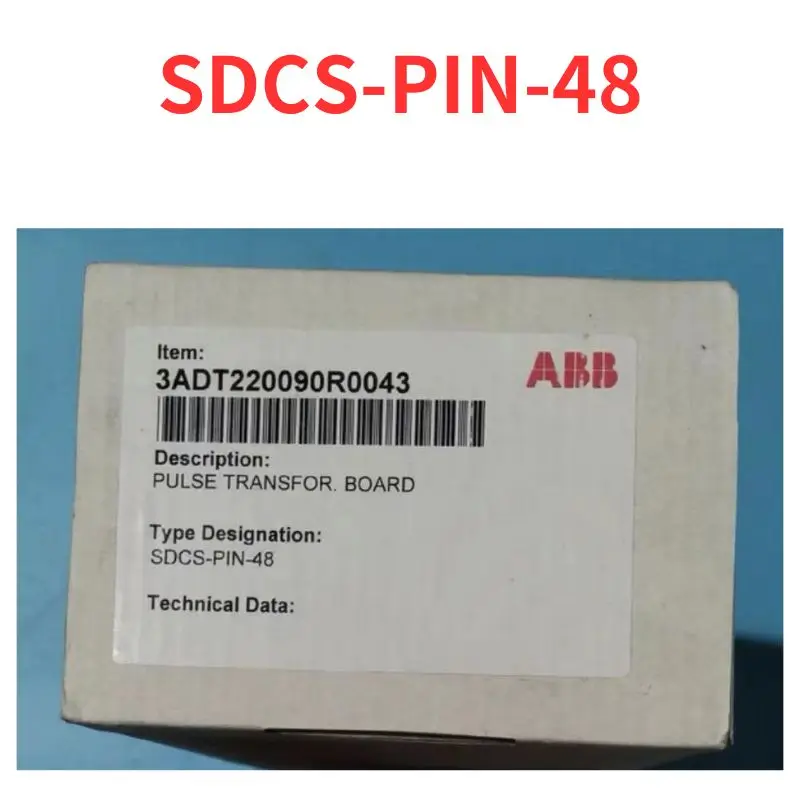 SDCS-PIN-48
Item:
3ADT220090R0043
ABB
Description:
PULSE TRANSFOR. BOARD
Type Designation:
SDCS-PIN-48
Technical Data: